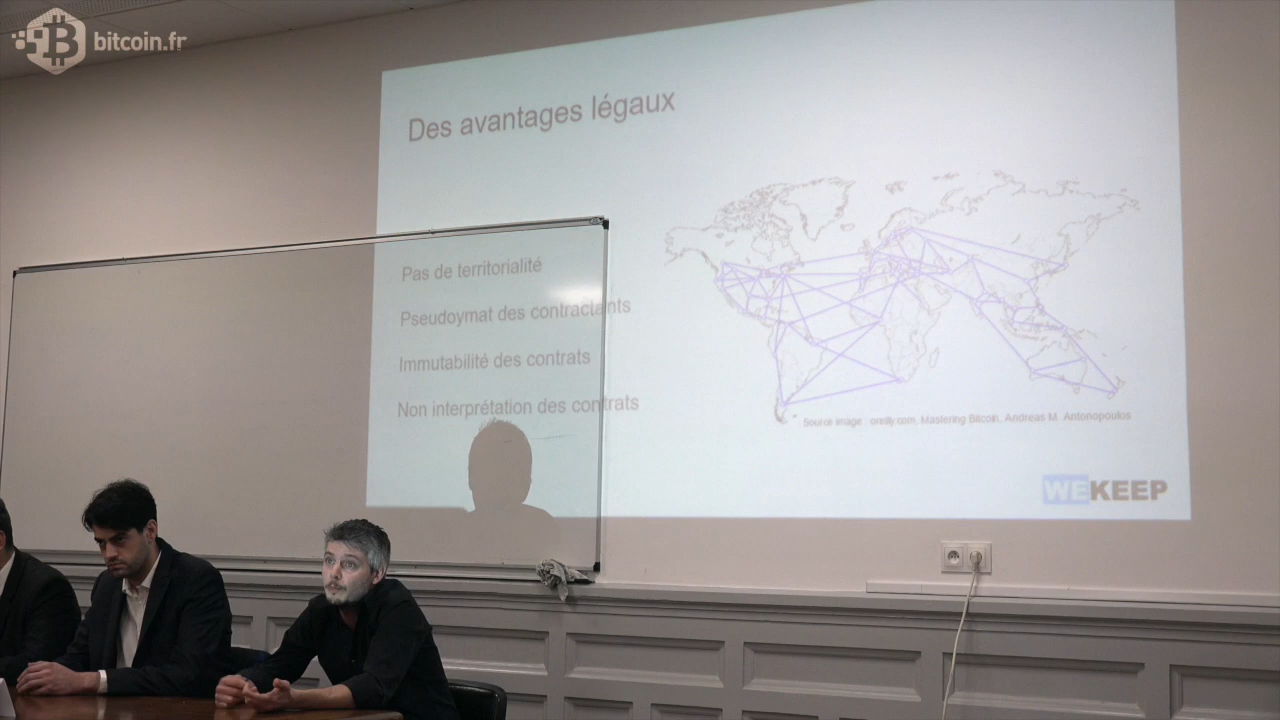 bitcoin.fr
Des avantages légaux
Pas de territorialité
Pseudoymat des contractants
Immutabilité des contrats
Non interprétation des contrats
Source image : oreilly.com, Mastering Bitcoin, Andreas M. Antonopoulos
WEKEEP